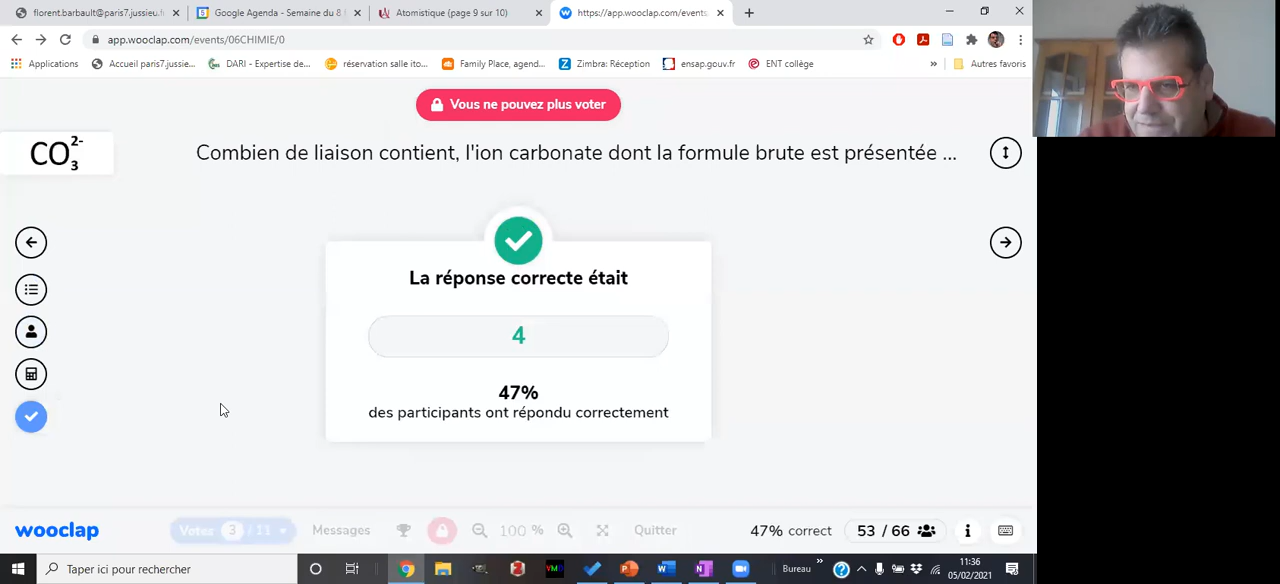 florent.barbault@paris7.jussieu.f
Google Agenda - Semaine du 8
Atomistique (page 9 sur 10)
https://app.wooclap.com/events
app.wooclap.com/events/06CHIMIE/0
Applications
Accueil paris7.jussie...
DARI - Expertise de...
réservation salle ito...
Family Place, agend...
Zimbra: Réception
ensap.gouv.fr
ENT collège
»
Autres favoris
Vous ne pouvez plus voter
CO₃²⁻
Combien de liaison contient, l'ion carbonate dont la formule brute est présentée ...
La réponse correcte était
4
47%
des participants ont répondu correctement
wooclap
Votes 3 / 11
Messages
100 %
Quitter
47% correct
53 / 66
Taper ici pour rechercher
Bureau
»
11:36
05/02/2021